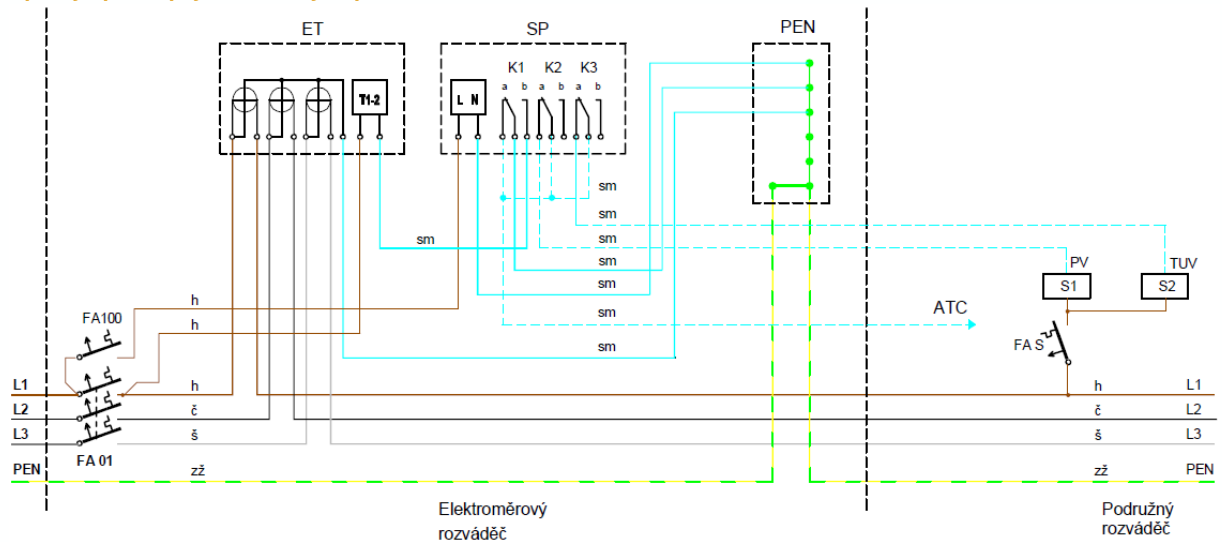 ET SP PEN
K1 K2 K3
a b a b a b
T1-2 L N
sm
sm
sm sm
sm
PV TUV
sm S1 S2
h
sm ATC
FA100 h FA S
sm
L1 h h L1
L2 č č L2
L3 š š L3
FA 01
PEN zž zž PEN
Elektroměrový
rozváděč
Podružný
rozváděč